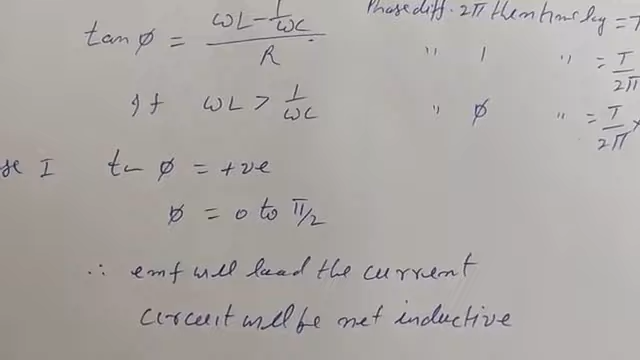 tan ø = ωL - 1/ωC / R
If ωL > 1/ωC
se I tan ø = +ve
ø = 0 to π/2
∴ emf will lead the current
circuit will be net inductive
Phase diff. 2π then time lag = T
" 1 " = T/2π
" ø " = T/2π ×